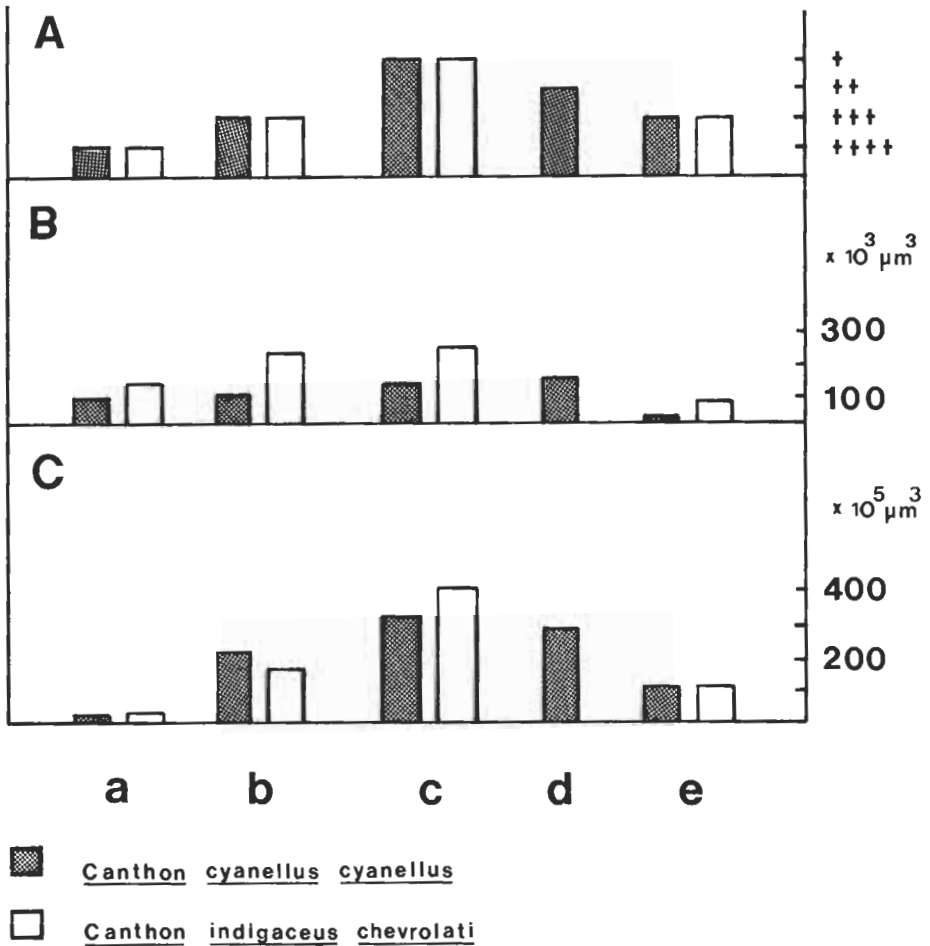 A
+
++
+++
++++
B
x 10³ µm³
300
100
C
x 10⁵ µm³
400
200
a b c d e
Canthon cyanellus cyanellus
Canthon indigaceus chevrolati